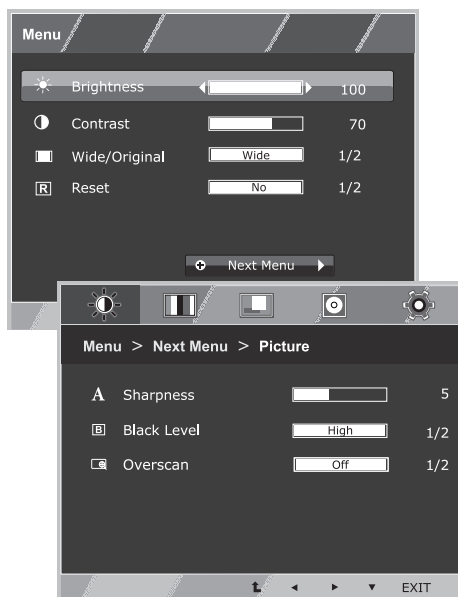 Menu
Brightness 100
Contrast 70
Wide/Original Wide 1/2
R Reset No 1/2
Next Menu
Menu > Next Menu > Picture
A Sharpness 5
B Black Level High 1/2
Overscan Off 1/2
EXIT